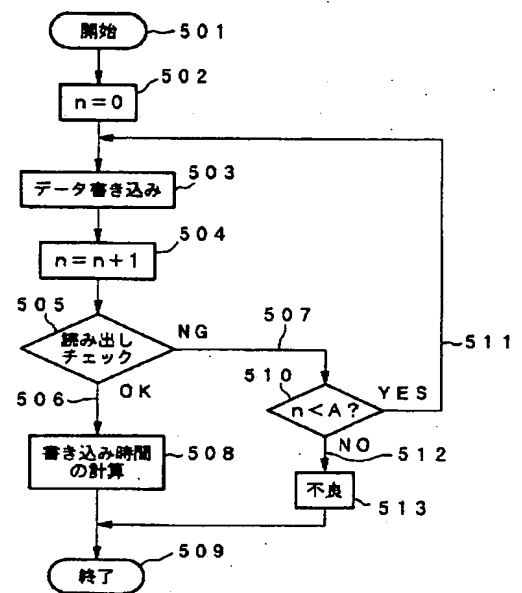 開始
501
502
n=0
503
データ書き込み
504
n=n+1
505
読み出し
チェック
NG
507
511
510
YES
n<A?
506
OK
NO
512
書き込み時間
の計算
508
不良
513
509
終了